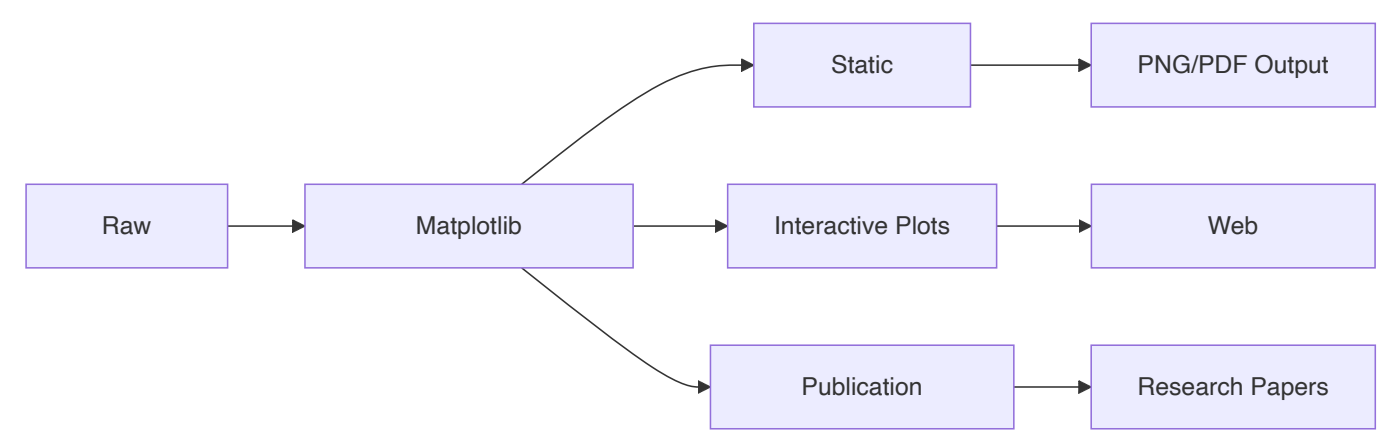 Raw
Matplotlib
Static
PNG/PDF Output
Interactive Plots
Web
Publication
Research Papers